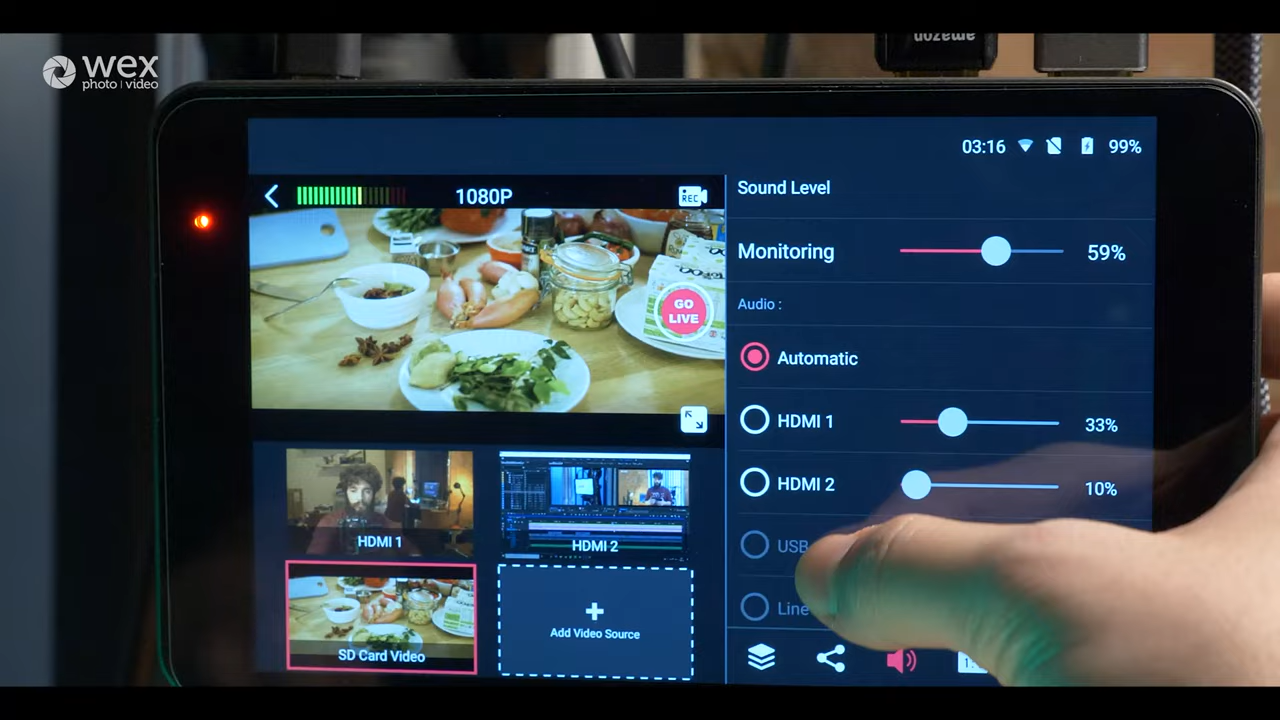 wex
photo | video
amazon
03:16
99%
1080P
REC
Sound Level
Monitoring
59%
Audio :
GO
LIVE
Automatic
HDMI 1
33%
HDMI 2
10%
USB
Line
HDMI 1
HDMI 2
SD Card Video
Add Video Source